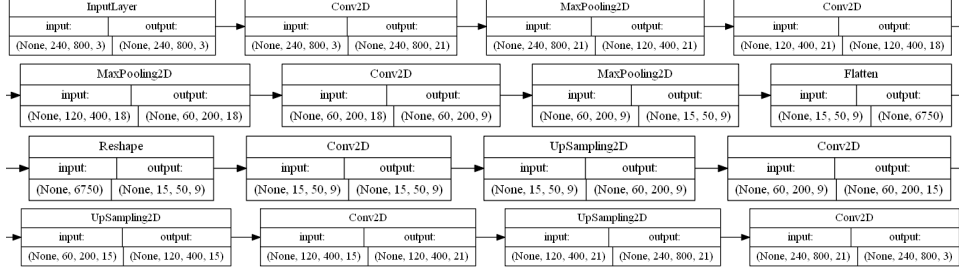 InputLayer Conv2D MaxPooling2D Conv2D
input: output: input: output: input: output: input: output:
(None, 240, 800, 3) (None, 240, 800, 3) (None, 240, 800, 3) (None, 240, 800, 21) (None, 240, 800, 21) (None, 120, 400, 21) (None, 120, 400, 21) (None, 120, 400, 18)
MaxPooling2D Conv2D MaxPooling2D Flatten
input: output: input: output: input: output: input: output:
(None, 120, 400, 18) (None, 60, 200, 18) (None, 60, 200, 18) (None, 60, 200, 9) (None, 60, 200, 9) (None, 15, 50, 9) (None, 15, 50, 9) (None, 6750)
Reshape Conv2D UpSampling2D Conv2D
input: output: input: output: input: output: input: output:
(None, 6750) (None, 15, 50, 9) (None, 15, 50, 9) (None, 15, 50, 9) (None, 15, 50, 9) (None, 60, 200, 9) (None, 60, 200, 9) (None, 60, 200, 15)
UpSampling2D Conv2D UpSampling2D Conv2D
input: output: input: output: input: output: input: output:
(None, 60, 200, 15) (None, 120, 400, 15) (None, 120, 400, 15) (None, 120, 400, 21) (None, 120, 400, 21) (None, 240, 800, 21) (None, 240, 800, 21) (None, 240, 800, 3)